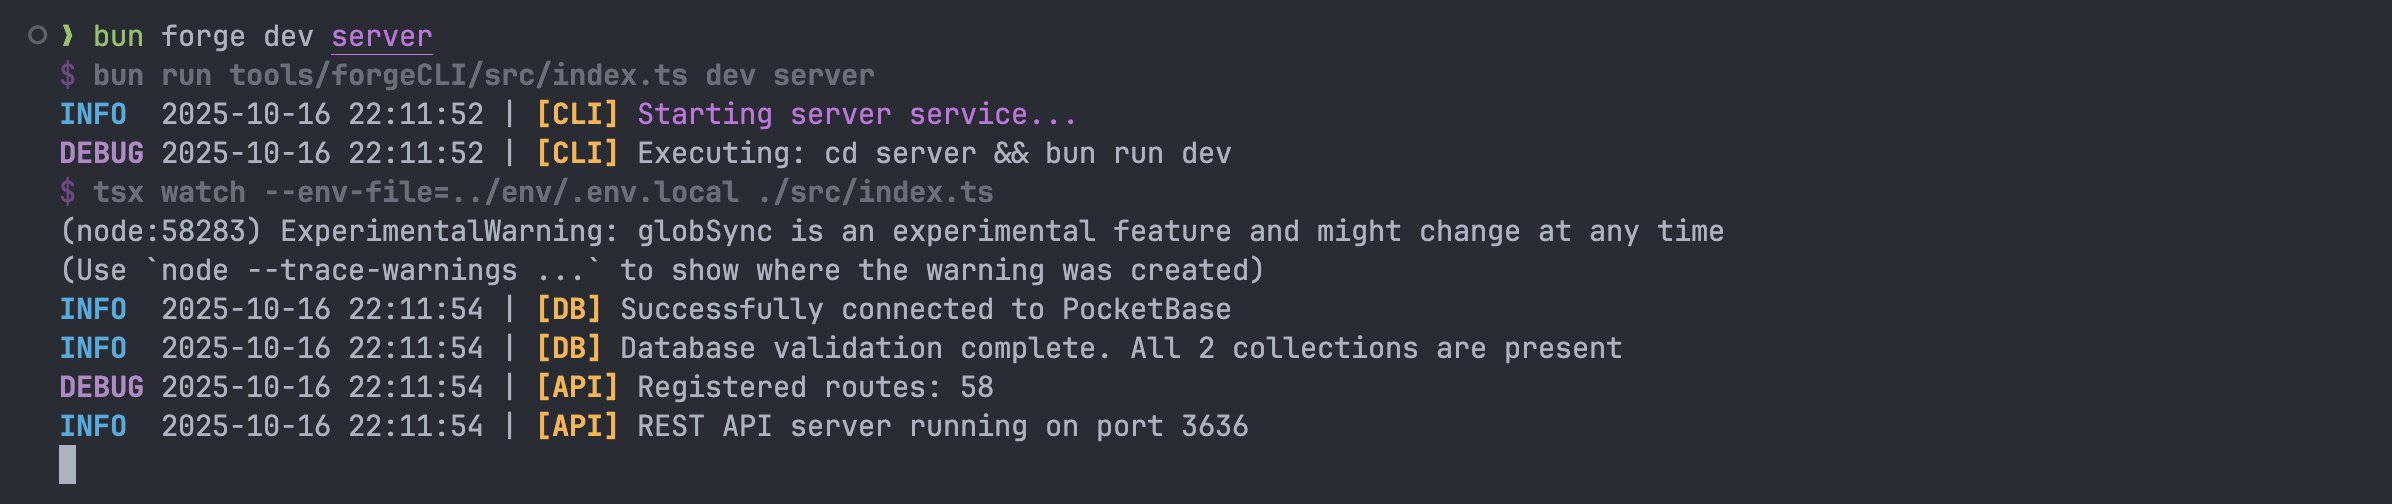 ❯ bun forge dev server
$ bun run tools/forgeCLI/src/index.ts dev server
INFO  2025-10-16 22:11:52 | [CLI] Starting server service...
DEBUG 2025-10-16 22:11:52 | [CLI] Executing: cd server && bun run dev
$ tsx watch --env-file=../env/.env.local ./src/index.ts
(node:58283) ExperimentalWarning: globSync is an experimental feature and might change at any time
(Use `node --trace-warnings ...` to show where the warning was created)
INFO  2025-10-16 22:11:54 | [DB] Successfully connected to PocketBase
INFO  2025-10-16 22:11:54 | [DB] Database validation complete. All 2 collections are present
DEBUG 2025-10-16 22:11:54 | [API] Registered routes: 58
INFO  2025-10-16 22:11:54 | [API] REST API server running on port 3636